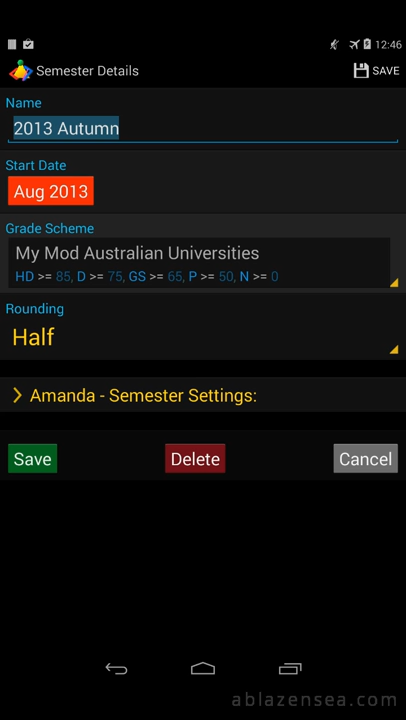 12:46
Semester Details
SAVE
Name
2013 Autumn
Start Date
Aug 2013
Grade Scheme
My Mod Australian Universities
HD >= 85, D >= 75, GS >= 65, P >= 50, N >= 0
Rounding
Half
Amanda - Semester Settings:
Save
Delete
Cancel
ablazensea.com